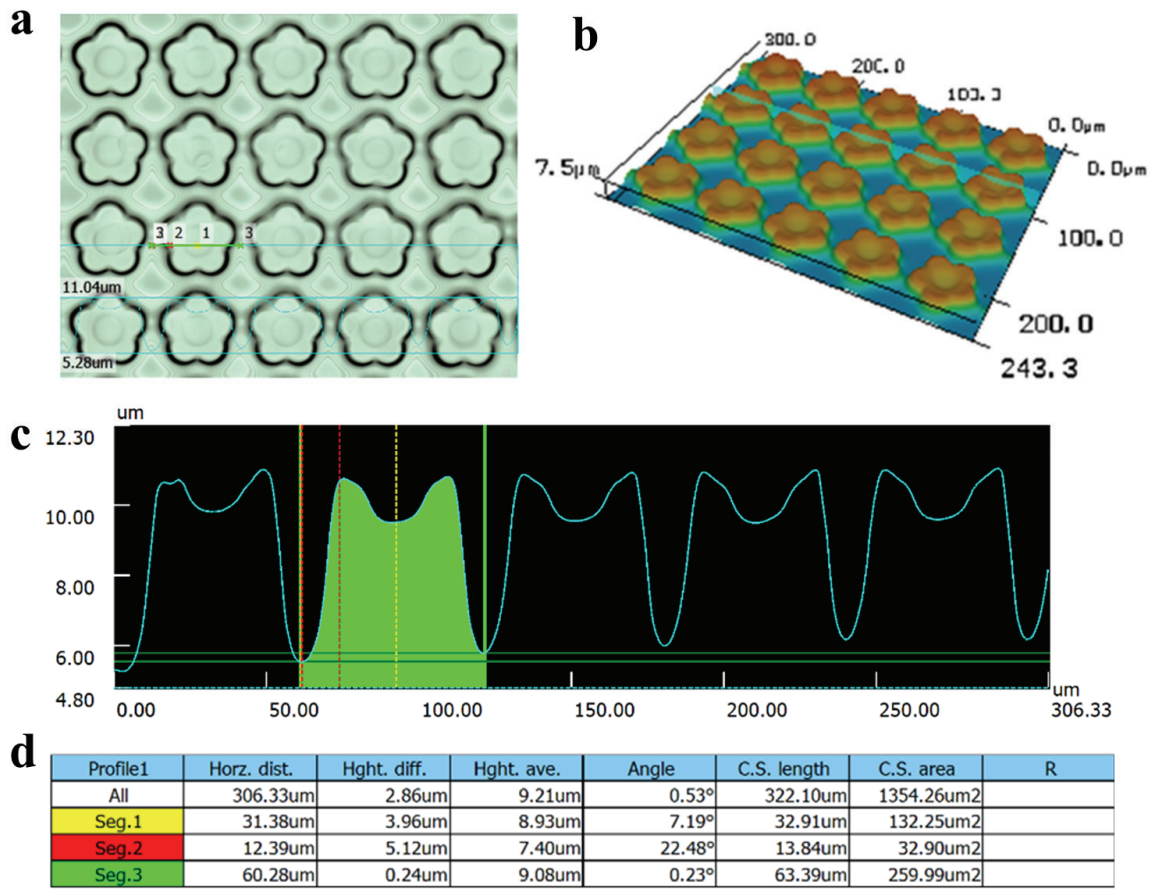 a
3 2 1 3
11.04um
5.28um
b
300.0
200.0
100.0
0.0μm
0.0μm
7.5μm
100.0
200.0
243.3
c
um
12.30
10.00
8.00
6.00
4.80
um
0.00 50.00 100.00 150.00 200.00 250.00 306.33
d
Profile1 Horz. dist. Hght. diff. Hght. ave. Angle C.S. length C.S. area R
All 306.33um 2.86um 9.21um 0.53° 322.10um 1354.26um2
Seg.1 31.38um 3.96um 8.93um 7.19° 32.91um 132.25um2
Seg.2 12.39um 5.12um 7.40um 22.48° 13.84um 32.90um2
Seg.3 60.28um 0.24um 9.08um 0.23° 63.39um 259.99um2